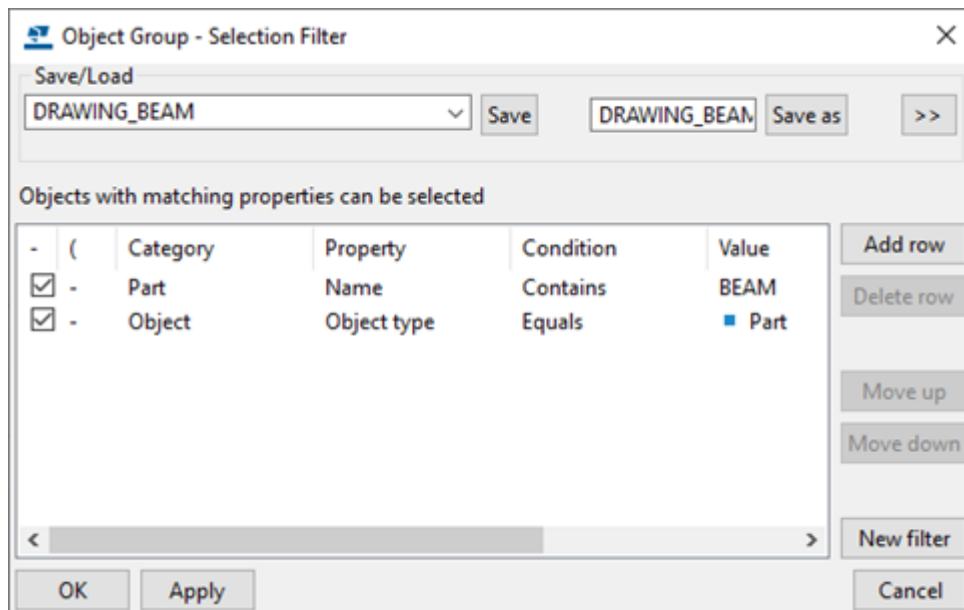 Object Group - Selection Filter
Save/Load
DRAWING_BEAM Save DRAWING_BEAM Save as >>
Objects with matching properties can be selected
- ( Category Property Condition Value Add row
- Part Name Contains BEAM Delete row
- Object Object type Equals Part
Move up
Move down
< > New filter
OK Apply Cancel